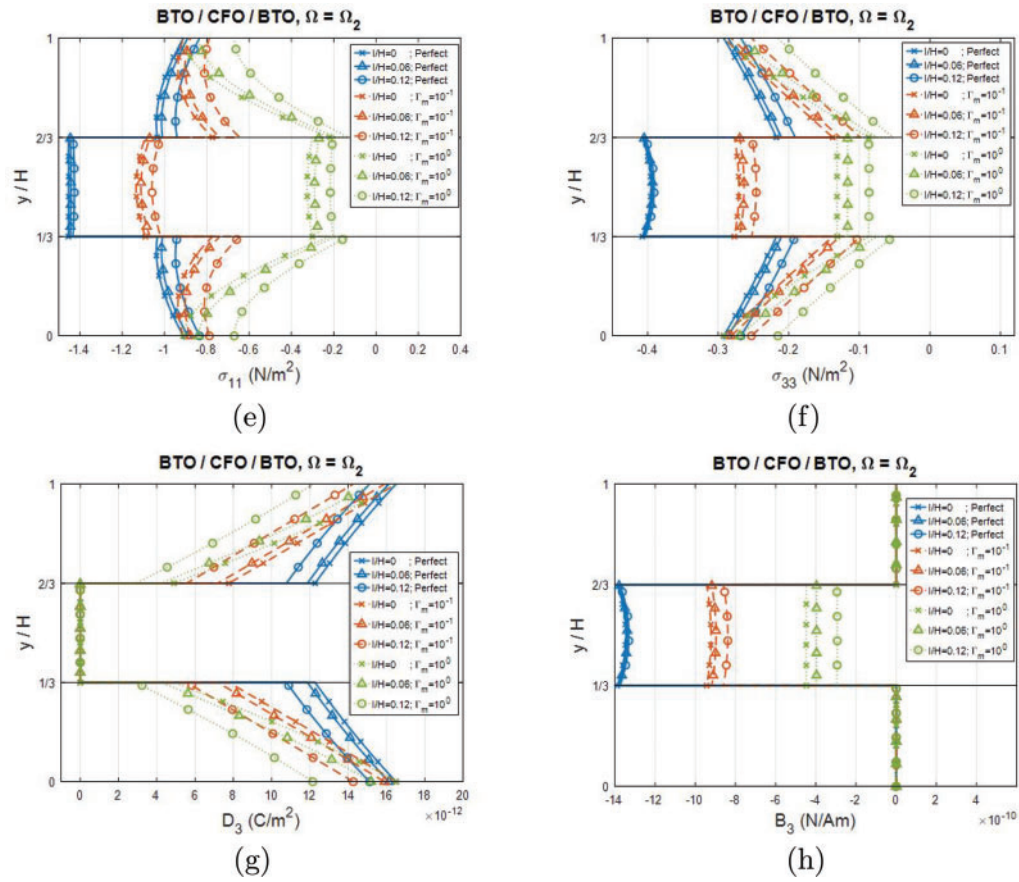 BTO / CFO / BTO, Ω = Ω2
y / H
1
2/3
1/3
0
l/H=0 ; Perfect
l/H=0.06; Perfect
l/H=0.12; Perfect
l/H=0 ; Γm=10^-1
l/H=0.06; Γm=10^-1
l/H=0.12; Γm=10^-1
l/H=0 ; Γm=10^0
l/H=0.06; Γm=10^0
l/H=0.12; Γm=10^0
-1.4 -1.2 -1 -0.8 -0.6 -0.4 -0.2 0 0.2 0.4
σ11 (N/m²)
(e)
BTO / CFO / BTO, Ω = Ω2
y / H
1
2/3
1/3
0
l/H=0 ; Perfect
l/H=0.06; Perfect
l/H=0.12; Perfect
l/H=0 ; Γm=10^-1
l/H=0.06; Γm=10^-1
l/H=0.12; Γm=10^-1
l/H=0 ; Γm=10^0
l/H=0.06; Γm=10^0
l/H=0.12; Γm=10^0
-0.4 -0.3 -0.2 -0.1 0 0.1
σ33 (N/m²)
(f)
BTO / CFO / BTO, Ω = Ω2
y / H
1
2/3
1/3
0
l/H=0 ; Perfect
l/H=0.06; Perfect
l/H=0.12; Perfect
l/H=0 ; Γm=10^-1
l/H=0.06; Γm=10^-1
l/H=0.12; Γm=10^-1
l/H=0 ; Γm=10^0
l/H=0.06; Γm=10^0
l/H=0.12; Γm=10^0
0 2 4 6 8 10 12 14 16 18 20
D3 (C/m²)
×10^-12
(g)
BTO / CFO / BTO, Ω = Ω2
y / H
1
2/3
1/3
0
l/H=0 ; Perfect
l/H=0.06; Perfect
l/H=0.12; Perfect
l/H=0 ; Γm=10^-1
l/H=0.06; Γm=10^-1
l/H=0.12; Γm=10^-1
l/H=0 ; Γm=10^0
l/H=0.06; Γm=10^0
l/H=0.12; Γm=10^0
-14 -12 -10 -8 -6 -4 -2 0 2 4 6
B3 (N/Am)
×10^-10
(h)